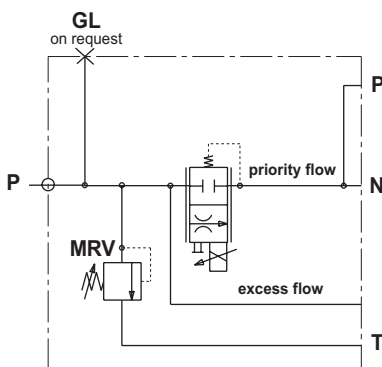 GL
on request
P
P
priority flow
N
MRV
excess flow
T